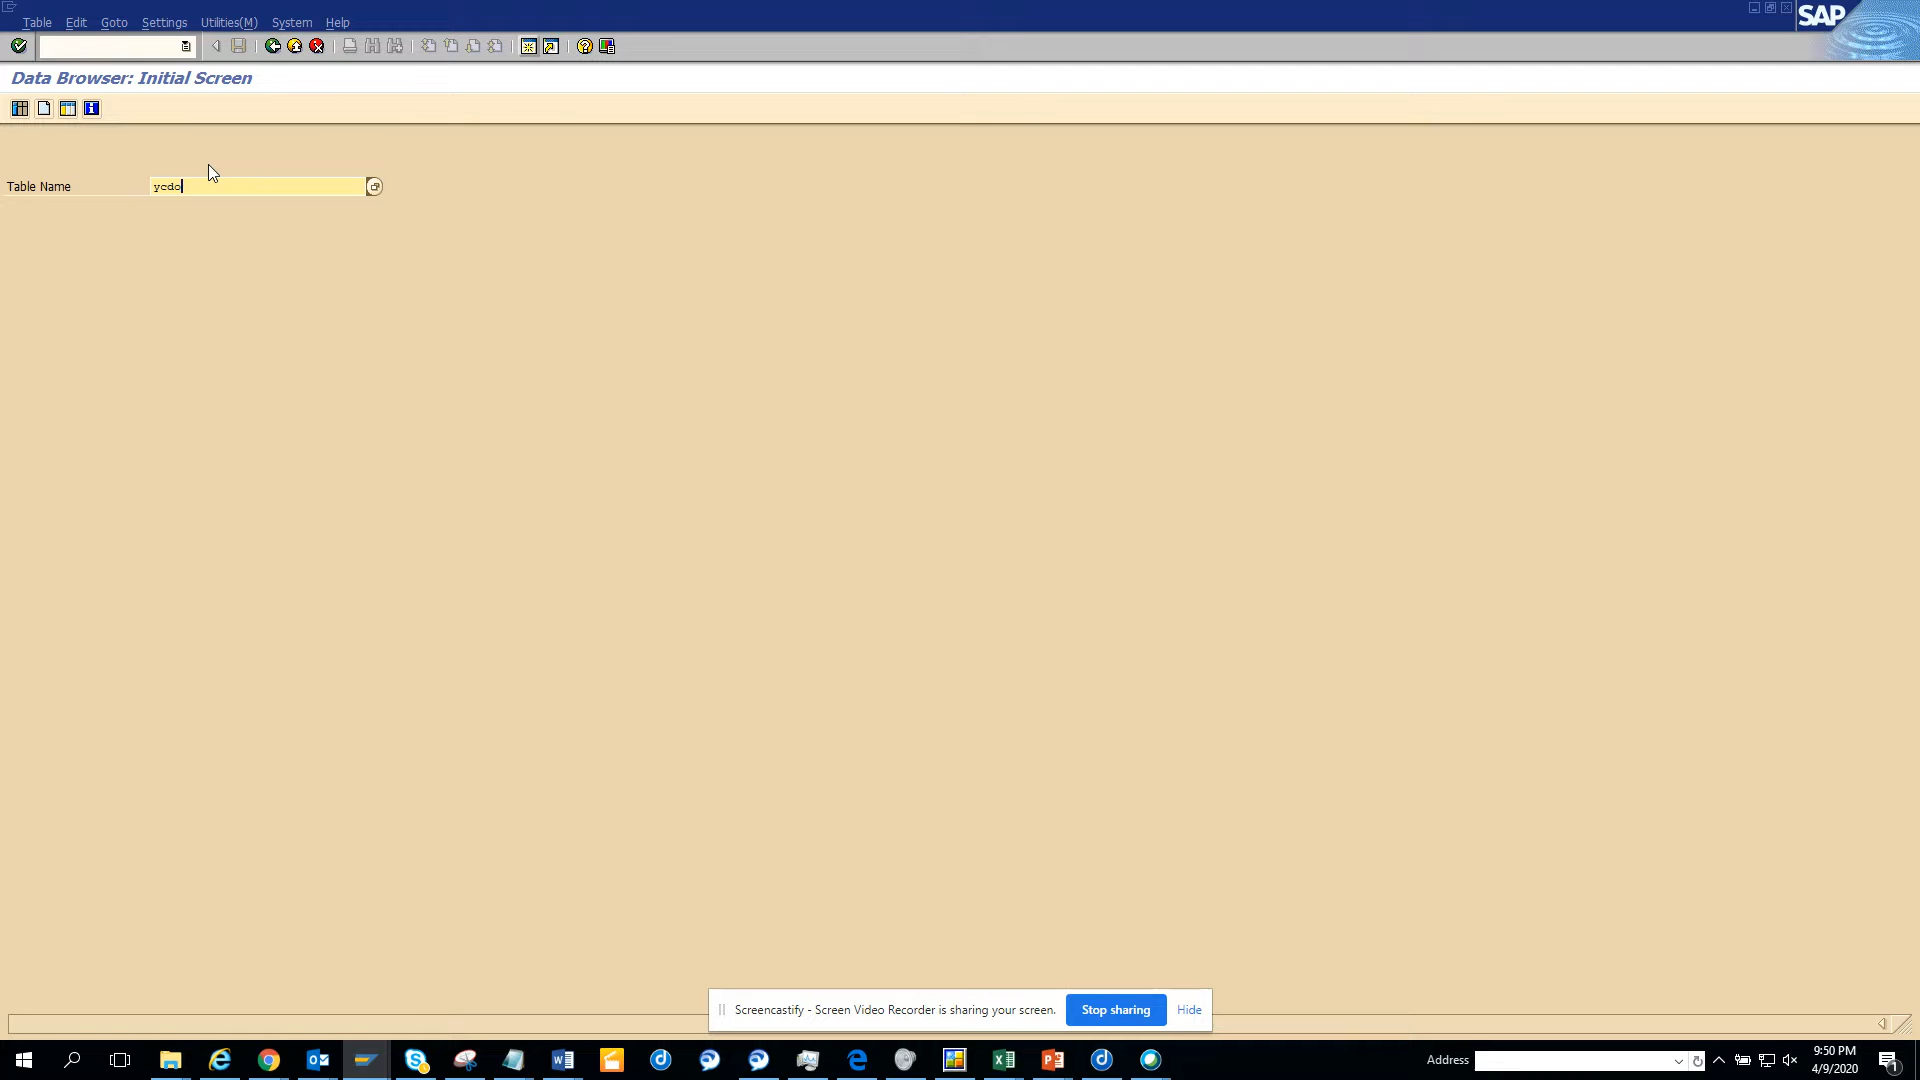 Table Edit Goto Settings Utilities(M) System Help
SAP
Data Browser: Initial Screen
Table Name ycdo
Screencastify - Screen Video Recorder is sharing your screen. Stop sharing Hide
Address
9:50 PM
4/9/2020
1